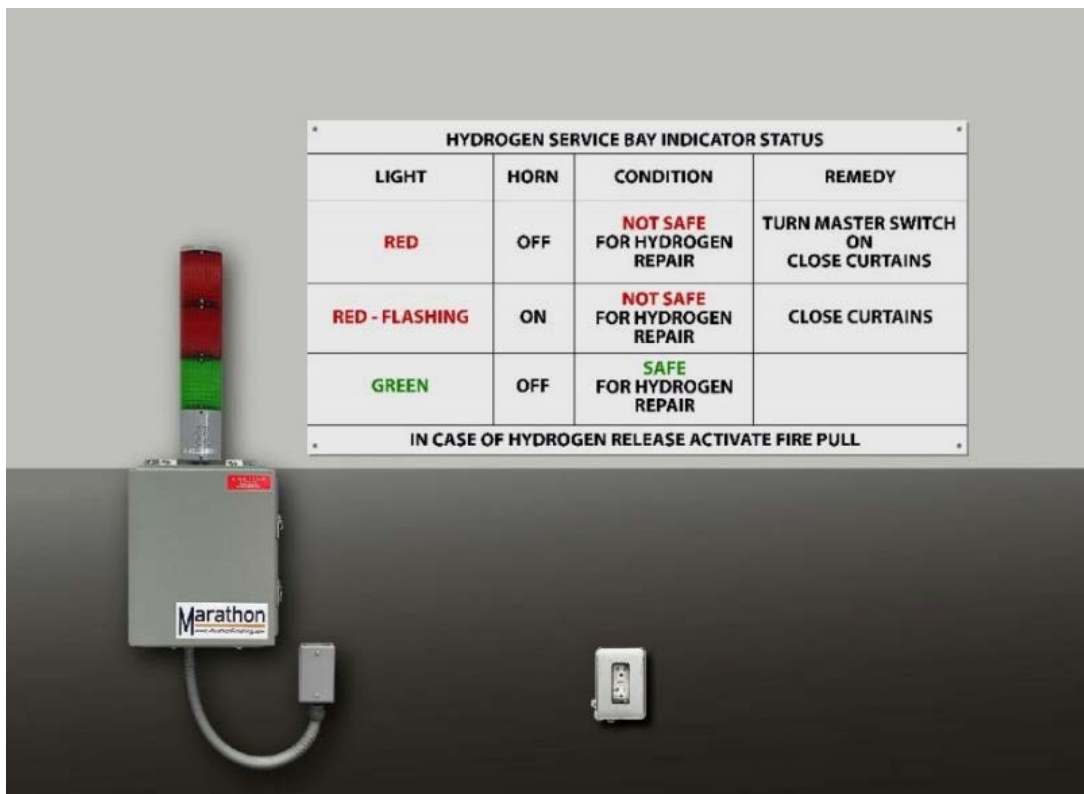 HYDROGEN SERVICE BAY INDICATOR STATUS
LIGHT HORN CONDITION REMEDY
RED OFF NOT SAFE FOR HYDROGEN REPAIR TURN MASTER SWITCH ON CLOSE CURTAINS
RED - FLASHING ON NOT SAFE FOR HYDROGEN REPAIR CLOSE CURTAINS
GREEN OFF SAFE FOR HYDROGEN REPAIR
IN CASE OF HYDROGEN RELEASE ACTIVATE FIRE PULL
Marathon